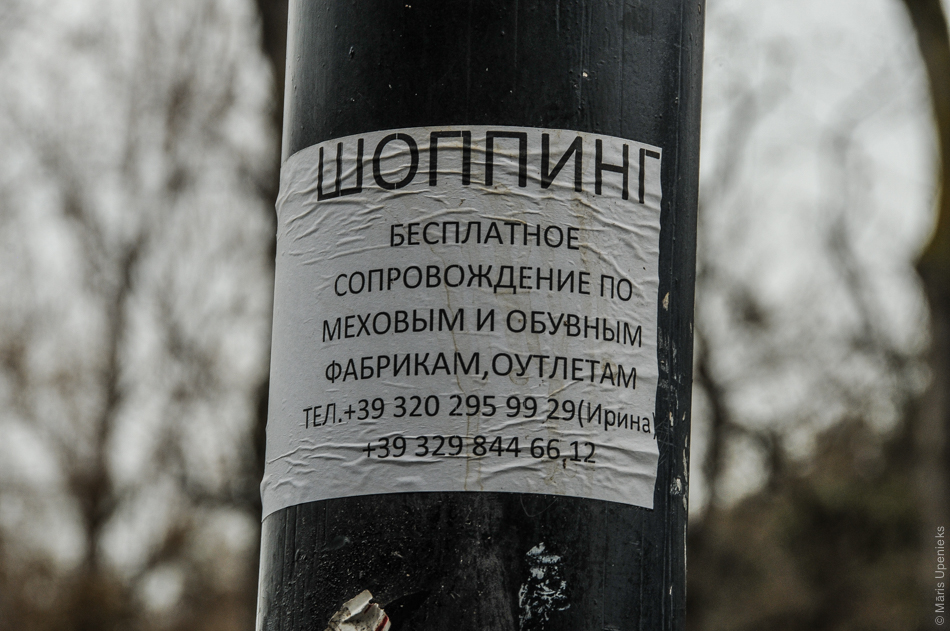 ШОППИНГ
БЕСПЛАТНОЕ
СОПРОВОЖДЕНИЕ ПО
МЕХОВЫМ И ОБУВНЫМ
ФАБРИКАМ,ОУТЛЕТАМ
ТЕЛ.+39 320 295 99 29(Ирина)
+39 329 844 66,12
© Māris Upenieks